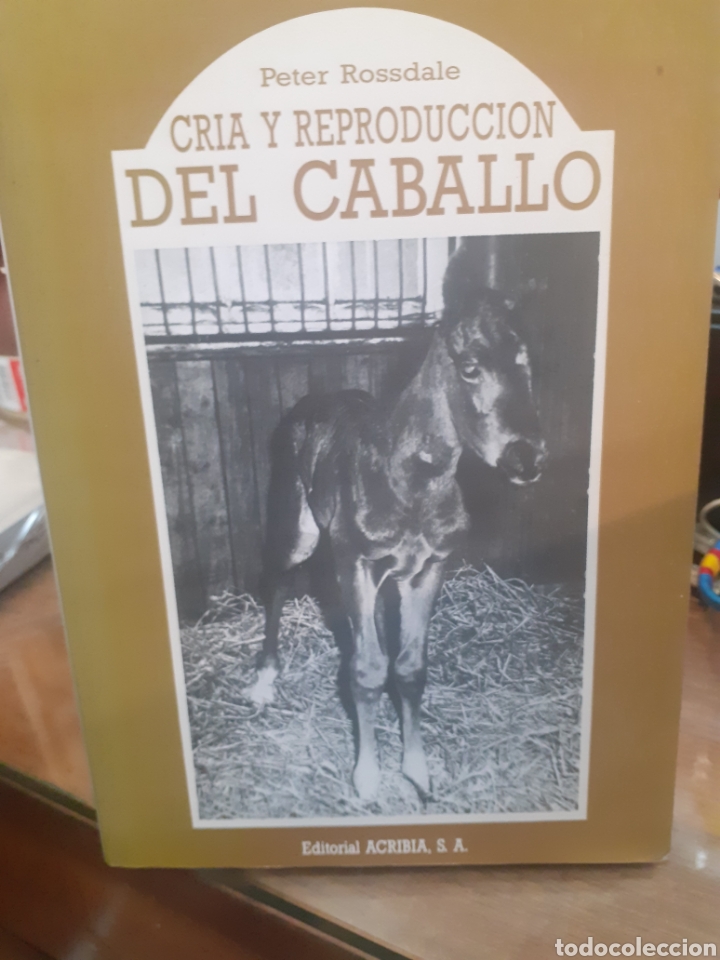 Peter Rossdale
CRIA Y REPRODUCCION
DEL CABALLO
Editorial ACRIBIA, S. A.
todocoleccion